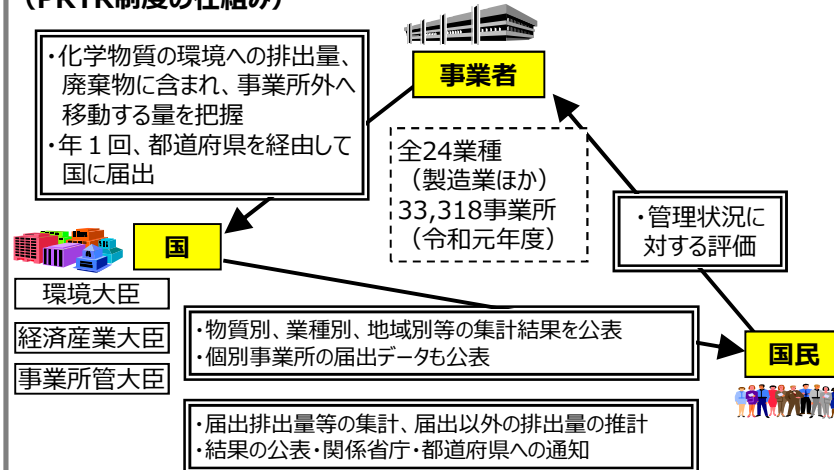 （PRTR制度の仕組み）
・化学物質の環境への排出量、
廃棄物に含まれ、事業所外へ
移動する量を把握
・年１回、都道府県を経由して
国に届出
事業者
全24業種
（製造業ほか）
33,318事業所
（令和元年度）
・管理状況に
対する評価
国
環境大臣
経済産業大臣
事業所管大臣
・物質別、業種別、地域別等の集計結果を公表
・個別事業所の届出データも公表
国民
・届出排出量等の集計、届出以外の排出量の推計
・結果の公表・関係省庁・都道府県への通知